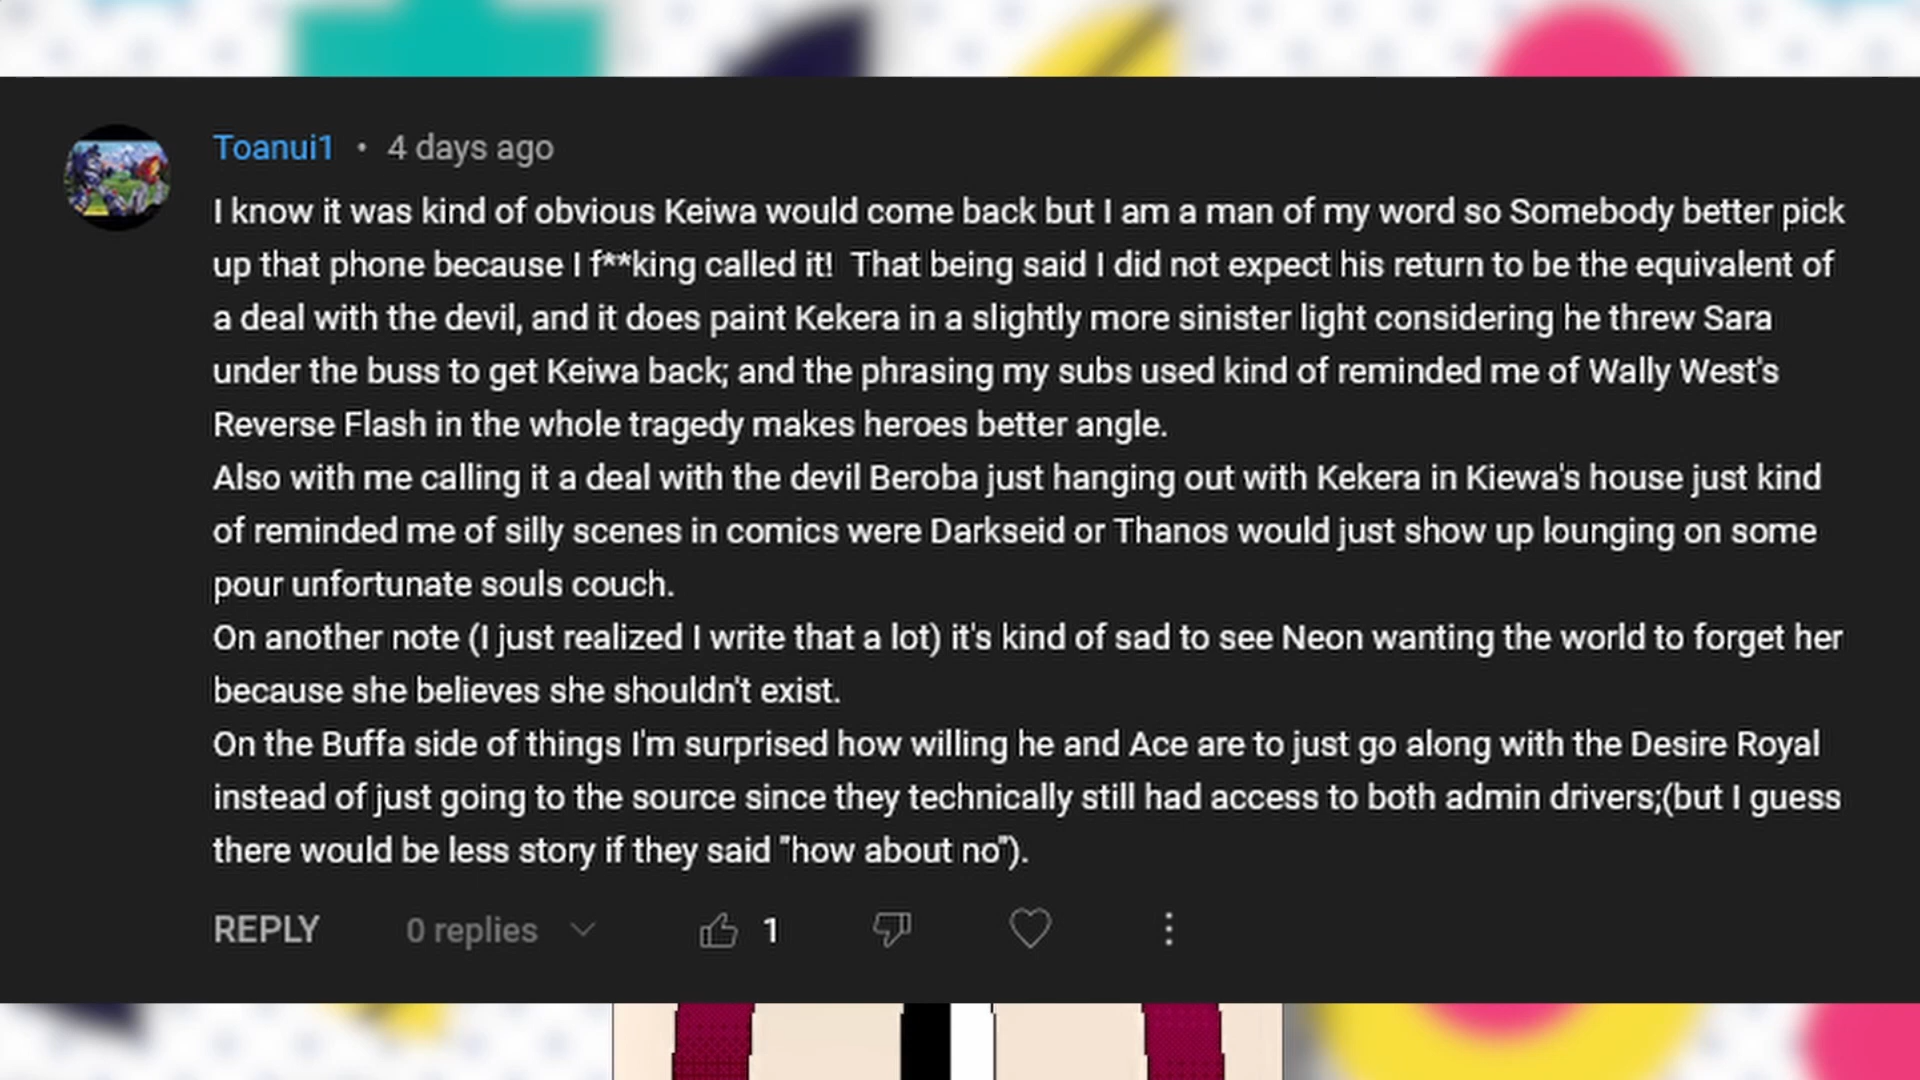 Toanui1 • 4 days ago
I know it was kind of obvious Keiwa would come back but I am a man of my word so Somebody better pick
up that phone because I f**king called it!  That being said I did not expect his return to be the equivalent of
a deal with the devil, and it does paint Kekera in a slightly more sinister light considering he threw Sara
under the buss to get Keiwa back; and the phrasing my subs used kind of reminded me of Wally West's
Reverse Flash in the whole tragedy makes heroes better angle.
Also with me calling it a deal with the devil Beroba just hanging out with Kekera in Kiewa's house just kind
of reminded me of silly scenes in comics were Darkseid or Thanos would just show up lounging on some
pour unfortunate souls couch.
On another note (I just realized I write that a lot) it's kind of sad to see Neon wanting the world to forget her
because she believes she shouldn't exist.
On the Buffa side of things I'm surprised how willing he and Ace are to just go along with the Desire Royal
instead of just going to the source since they technically still had access to both admin drivers;(but I guess
there would be less story if they said "how about no").
REPLY 0 replies 1